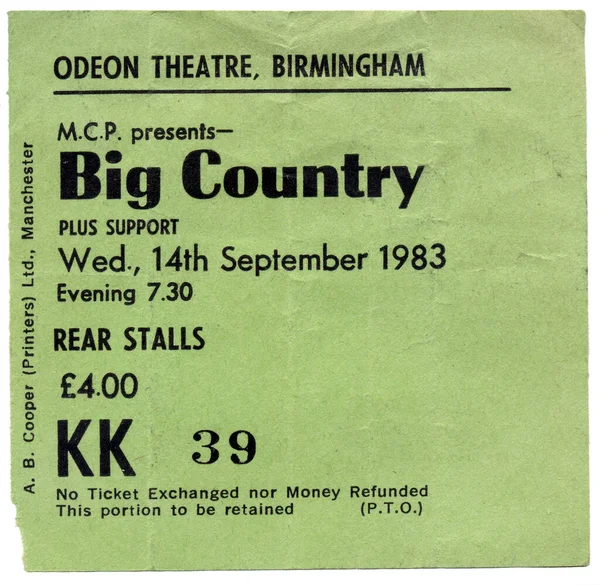 ODEON THEATRE, BIRMINGHAM
M.C.P. presents—
Big Country
PLUS SUPPORT
Wed., 14th September 1983
Evening 7.30
REAR STALLS
£4.00
KK 39
No Ticket Exchanged nor Money Refunded
This portion to be retained (P.T.O.)
A. B. Cooper (Printers) Ltd., Manchester